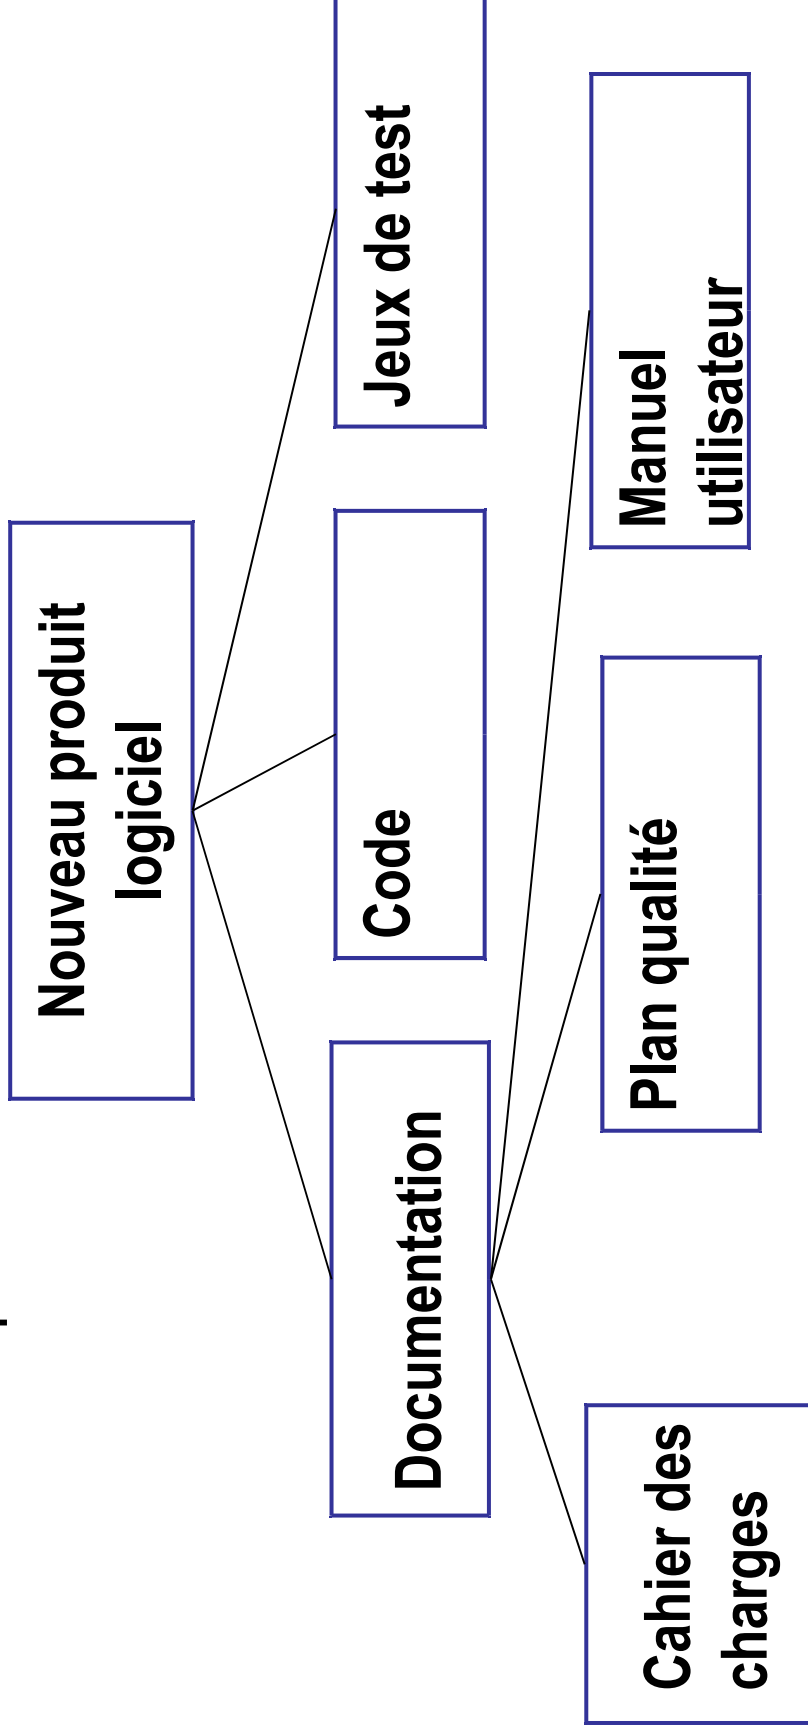 Nouveau produit
logiciel
Documentation
Code
Jeux de test
Cahier des
charges
Plan qualité
Manuel
utilisateur